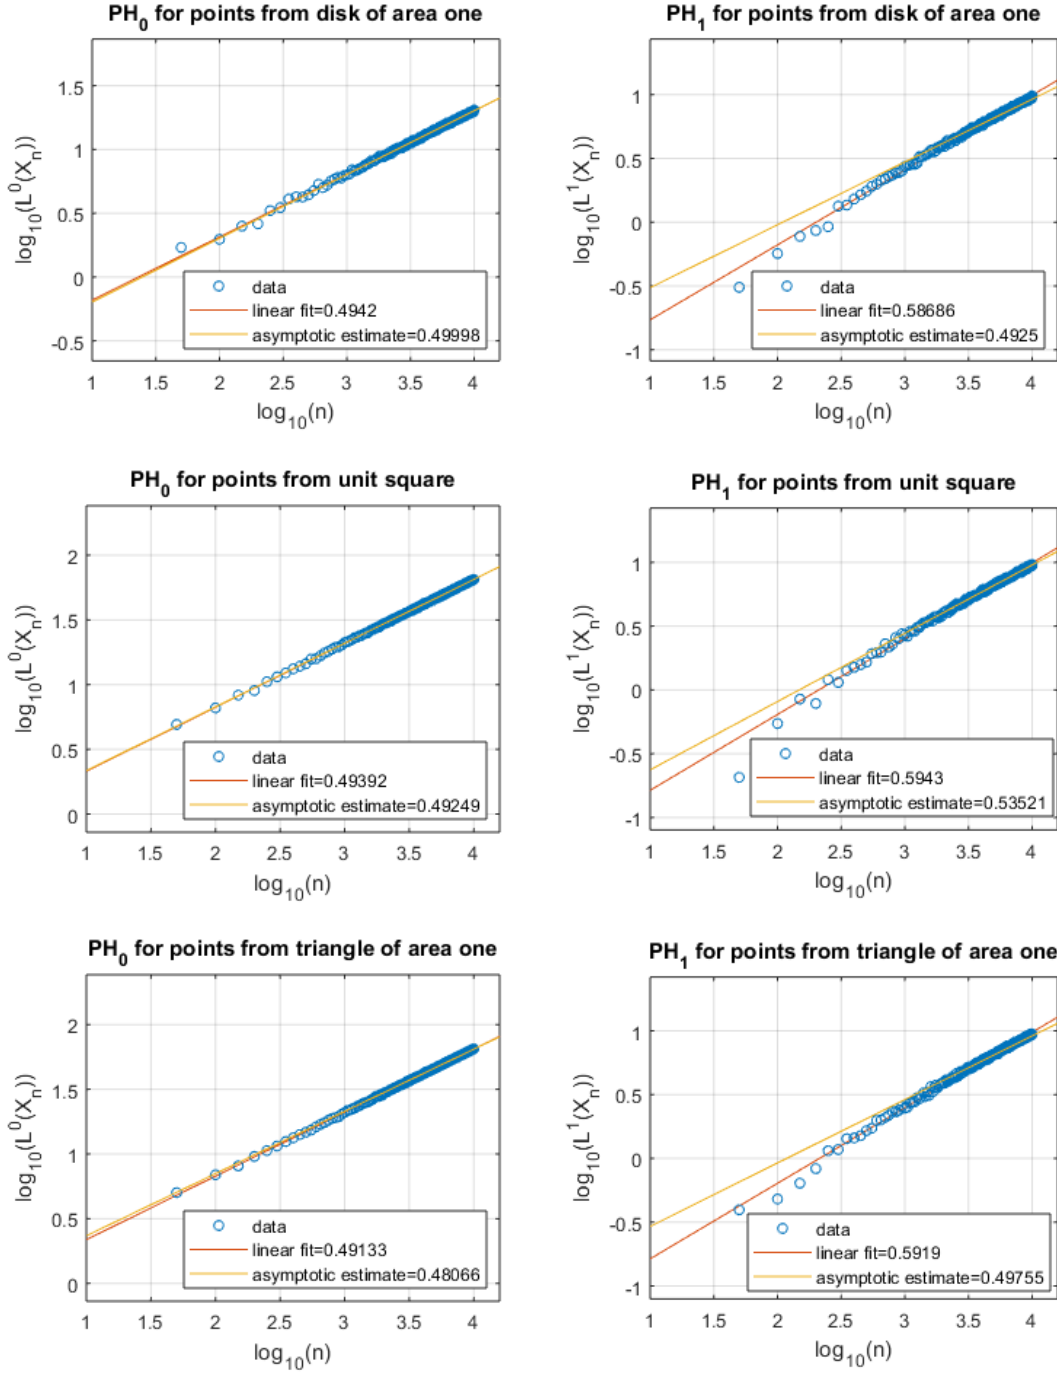 PH0 for points from disk of area one
log10(L0(Xn))
1.5
1
0.5
0
-0.5
data
linear fit=0.4942
asymptotic estimate=0.49998
1 1.5 2 2.5 3 3.5 4
log10(n)
PH1 for points from disk of area one
log10(L1(Xn))
1
0.5
0
-0.5
-1
data
linear fit=0.58686
asymptotic estimate=0.4925
1 1.5 2 2.5 3 3.5 4
log10(n)
PH0 for points from unit square
log10(L0(Xn))
2
1.5
1
0.5
0
data
linear fit=0.49392
asymptotic estimate=0.49249
1 1.5 2 2.5 3 3.5 4
log10(n)
PH1 for points from unit square
log10(L1(Xn))
1
0.5
0
-0.5
-1
data
linear fit=0.5943
asymptotic estimate=0.53521
1 1.5 2 2.5 3 3.5 4
log10(n)
PH0 for points from triangle of area one
log10(L0(Xn))
2
1.5
1
0.5
0
data
linear fit=0.49133
asymptotic estimate=0.48066
1 1.5 2 2.5 3 3.5 4
log10(n)
PH1 for points from triangle of area one
log10(L1(Xn))
1
0.5
0
-0.5
-1
data
linear fit=0.5919
asymptotic estimate=0.49755
1 1.5 2 2.5 3 3.5 4
log10(n)